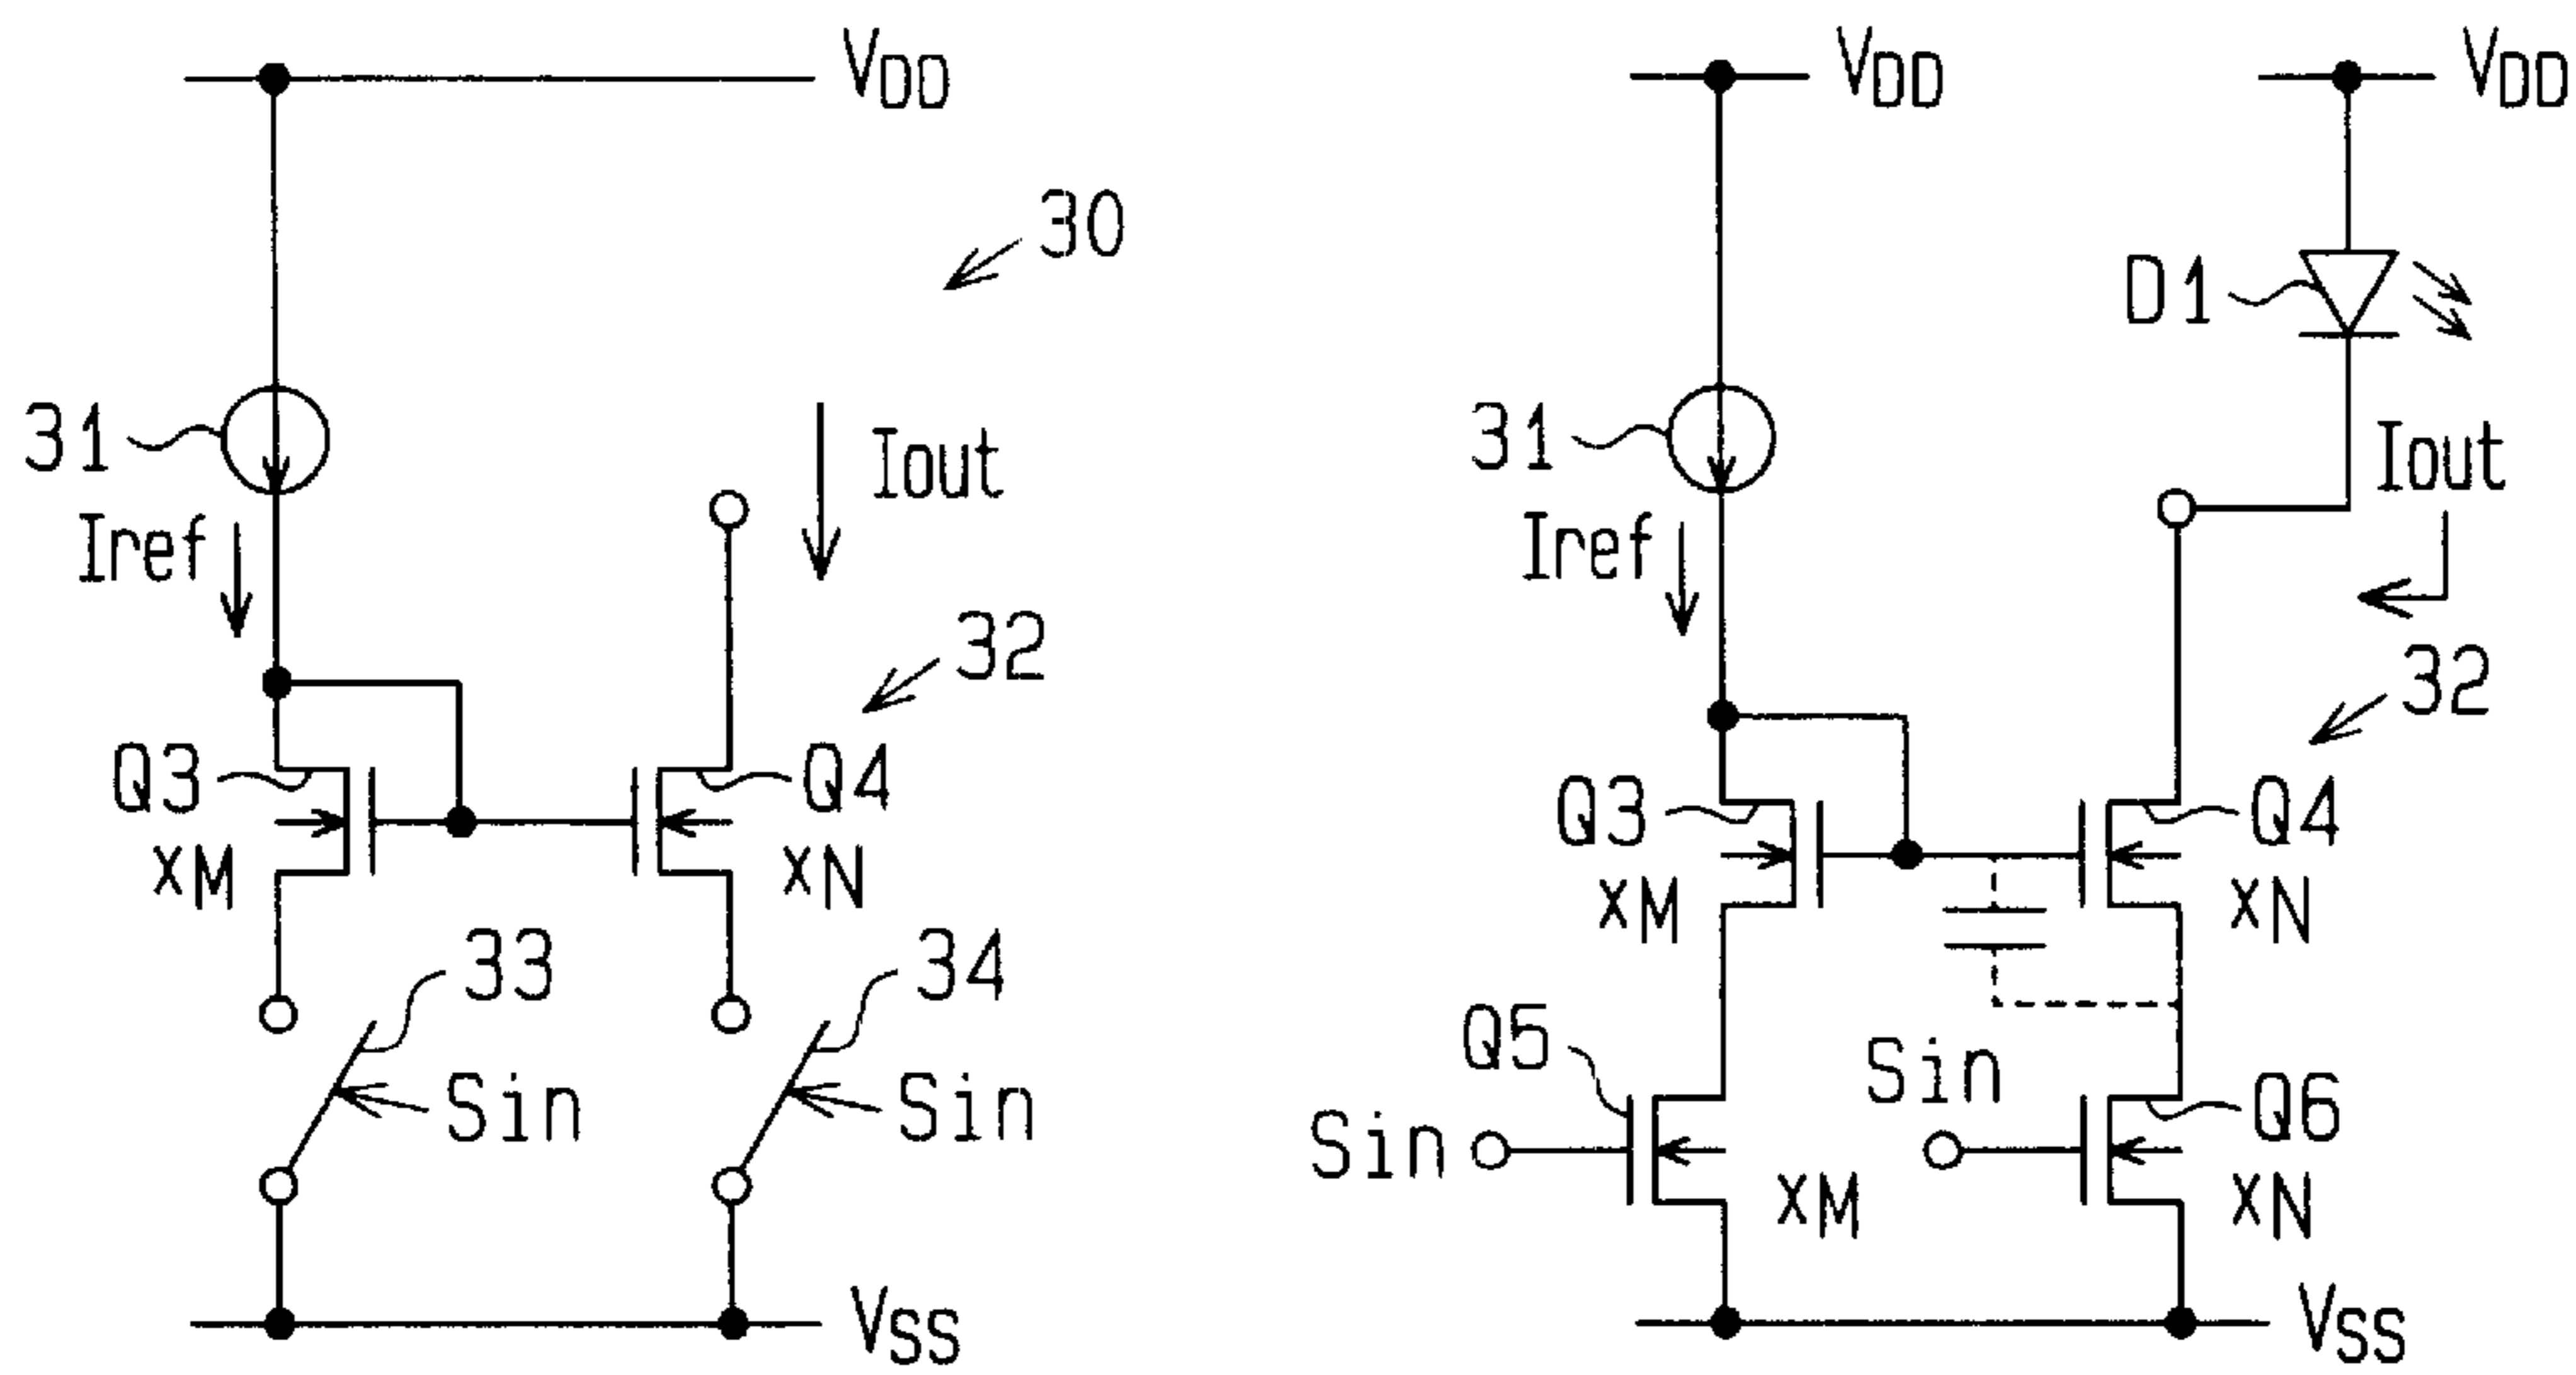 VDD
30
31
Iout
Iref
32
Q3
Q4
xM
xN
33
34
Sin
Sin
VSS
VDD
VDD
D1
31
Iout
Iref
32
Q3
Q4
xM
xN
Q5
Sin
Q6
Sin
xM
xN
VSS